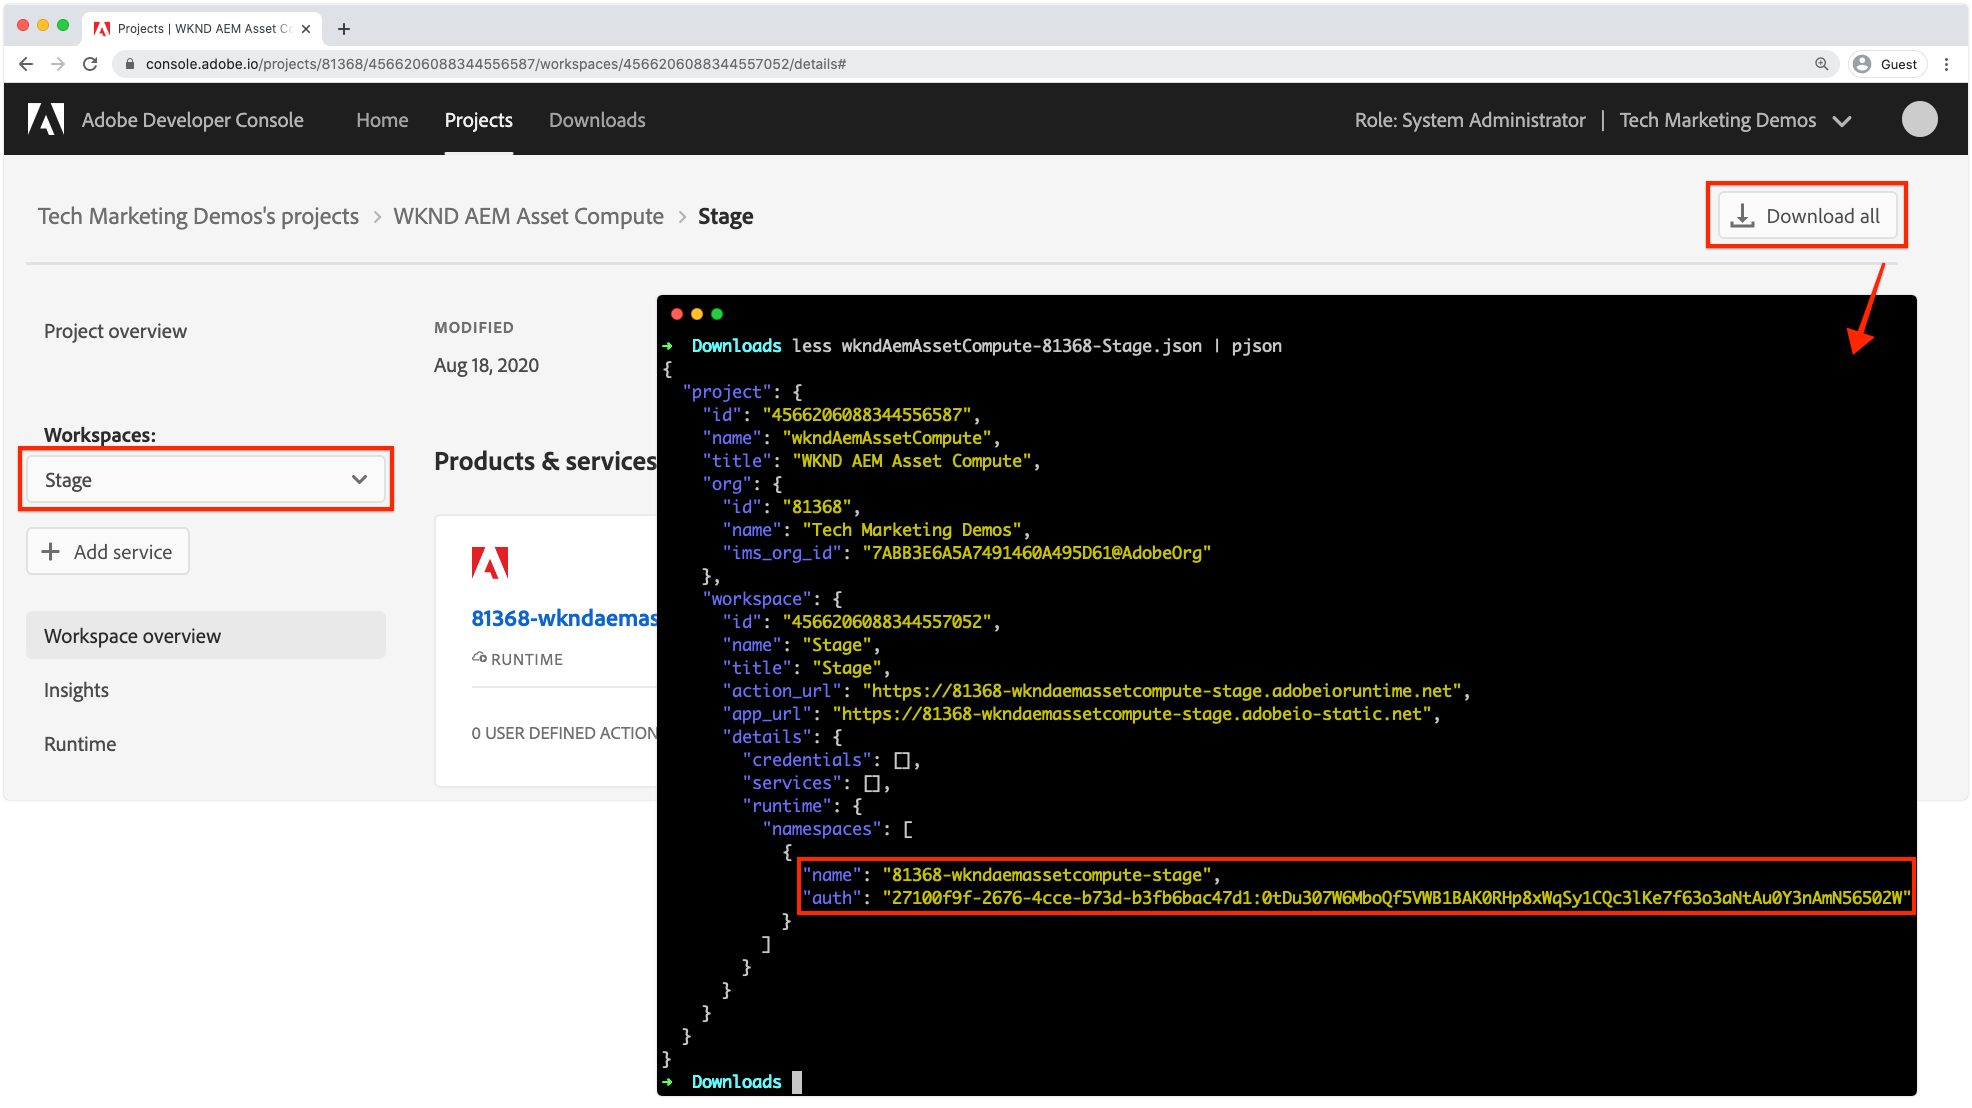 Projects | WKND AEM Asset Co
console.adobe.io/projects/81368/4566206088344556587/workspaces/4566206088344557052/details#
Guest
Adobe Developer Console Home Projects Downloads Role: System Administrator | Tech Marketing Demos
Tech Marketing Demos's projects > WKND AEM Asset Compute > Stage
Download all
Project overview
MODIFIED
Aug 18, 2020
Workspaces:
Stage
Add service
Workspace overview
Insights
Runtime
Products & services
81368-wkndaemas
RUNTIME
0 USER DEFINED ACTION
➜ Downloads less wkndAemAssetCompute-81368-Stage.json | pjson
{
"project": {
"id": "4566206088344556587",
"name": "wkndAemAssetCompute",
"title": "WKND AEM Asset Compute",
"org": {
"id": "81368",
"name": "Tech Marketing Demos",
"ims_org_id": "7ABB3E6A5A7491460A495D61@AdobeOrg"
},
"workspace": {
"id": "4566206088344557052",
"name": "Stage",
"title": "Stage",
"action_url": "https://81368-wkndaemassetcompute-stage.adobeioruntime.net",
"app_url": "https://81368-wkndaemassetcompute-stage.adobeio-static.net",
"details": {
"credentials": [],
"services": [],
"runtime": {
"namespaces": [
{
"name": "81368-wkndaemassetcompute-stage",
"auth": "27100f9f-2676-4cce-b73d-b3fb6bac47d1:0tDu307W6MboQf5VWB1BAK0RHp8xWqSy1CQc3lKe7f63o3aNtAu0Y3nAmN56502W"
}
]
}
}
}
}
}
➜ Downloads